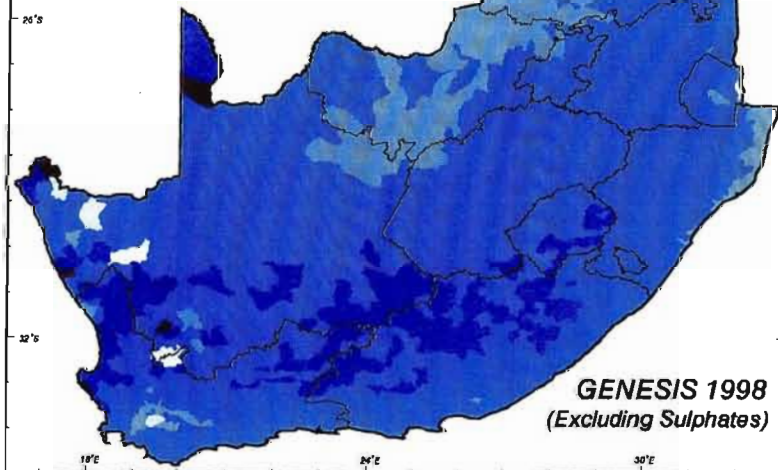 26°S
32°S
GENESIS 1998
(Excluding Sulphates)
18°E
24°E
30°E